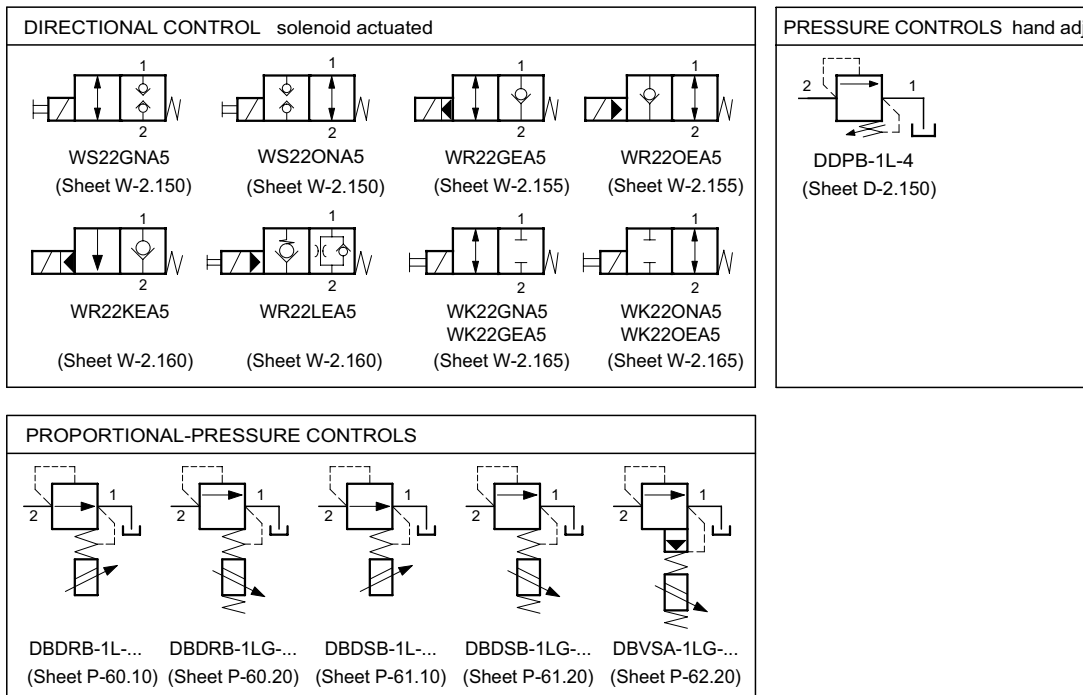 DIRECTIONAL CONTROL solenoid actuated
1 1 1 1
2 2 2 2
WS22GNA5 WS22ONA5 WR22GEA5 WR22OEA5
(Sheet W-2.150) (Sheet W-2.150) (Sheet W-2.155) (Sheet W-2.155)
1 1 1 1
2 2 2 2
WR22KEA5 WR22LEA5 WK22GNA5 WK22ONA5
WK22GEA5 WK22OEA5
(Sheet W-2.160) (Sheet W-2.160) (Sheet W-2.165) (Sheet W-2.165)
PRESSURE CONTROLS hand adj
2 1
DDPB-1L-4
(Sheet D-2.150)
PROPORTIONAL-PRESSURE CONTROLS
1 1 1 1 1
2 2 2 2 2
DBDRB-1L-... DBDRB-1LG-... DBDSB-1L-... DBDSB-1LG-... DBVSA-1LG-...
(Sheet P-60.10) (Sheet P-60.20) (Sheet P-61.10) (Sheet P-61.20) (Sheet P-62.20)